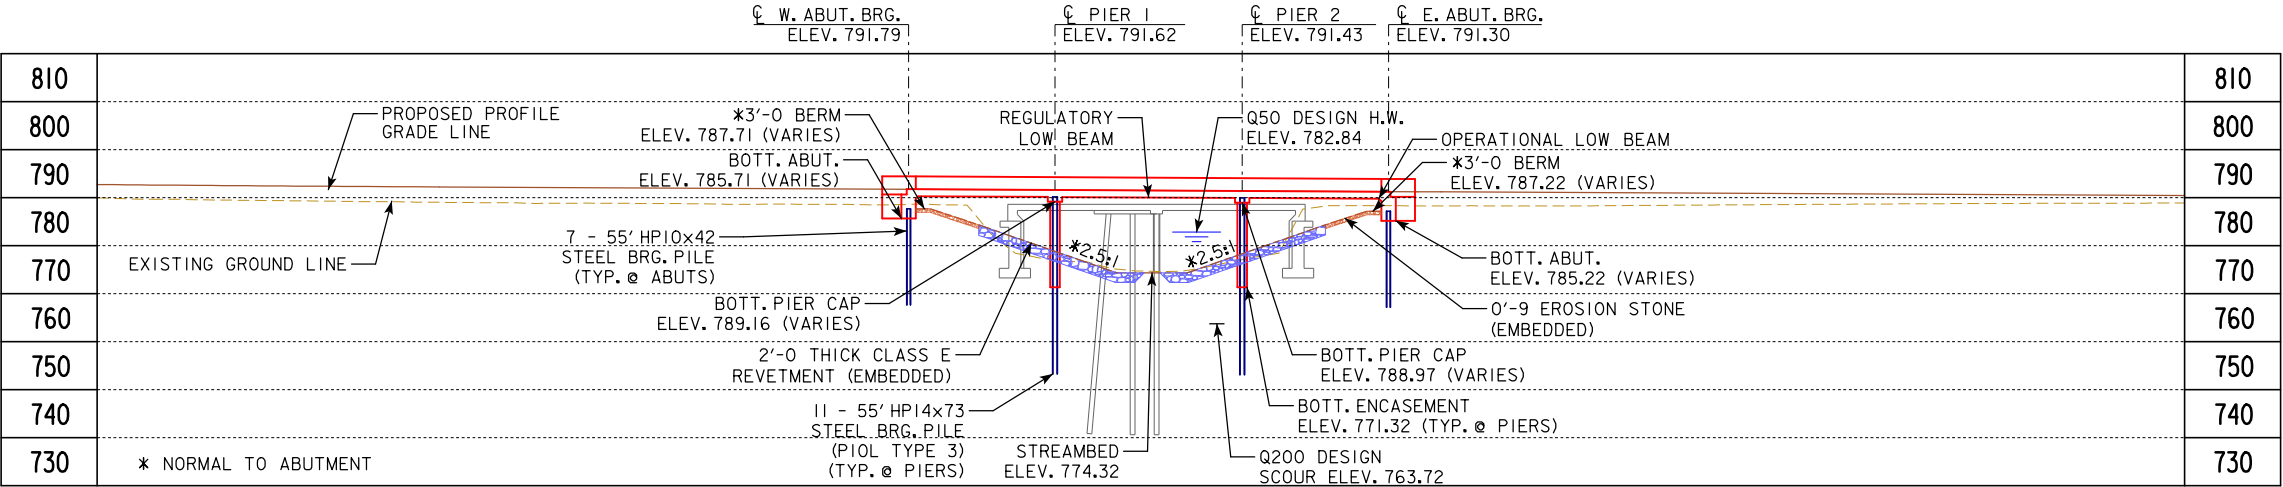 ℄ W. ABUT. BRG.
ELEV. 791.79
℄ PIER 1
ELEV. 791.62
℄ PIER 2
ELEV. 791.43
℄ E. ABUT. BRG.
ELEV. 791.30
810
800
790
780
770
760
750
740
730
PROPOSED PROFILE
GRADE LINE
EXISTING GROUND LINE
* NORMAL TO ABUTMENT
*3'-0 BERM
ELEV. 787.71 (VARIES)
BOTT. ABUT.
ELEV. 785.71 (VARIES)
7 - 55' HP10x42
STEEL BRG. PILE
(TYP. @ ABUTS)
BOTT. PIER CAP
ELEV. 789.16 (VARIES)
2'-0 THICK CLASS E
REVETMENT (EMBEDDED)
11 - 55' HP14x73
STEEL BRG. PILE
(PIOL TYPE 3)
(TYP. @ PIERS)
REGULATORY
LOW BEAM
*2.5:1
*2.5:1
STREAMBED
ELEV. 774.32
Q50 DESIGN H.W.
ELEV. 782.84
OPERATIONAL LOW BEAM
*3'-0 BERM
ELEV. 787.22 (VARIES)
BOTT. ABUT.
ELEV. 785.22 (VARIES)
0'-9 EROSION STONE
(EMBEDDED)
BOTT. PIER CAP
ELEV. 788.97 (VARIES)
BOTT. ENCASEMENT
ELEV. 771.32 (TYP. @ PIERS)
Q200 DESIGN
SCOUR ELEV. 763.72
810
800
790
780
770
760
750
740
730